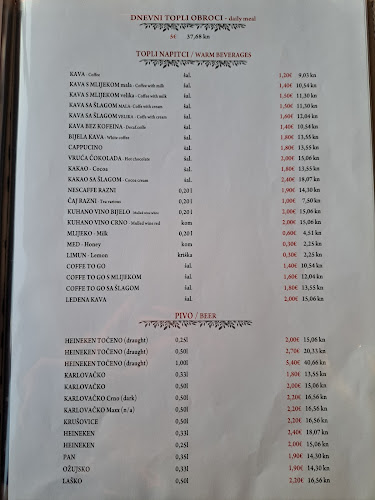 DNEVNI TOPLI OBROCI - daily meal
5€ 37,68 kn
TOPLI NAPITCI / WARM BEVERAGES
KAVA - Coffee šal. 1,20€ 9,03 kn
KAVA S MLIJEKOM mala - Coffee with milk šal. 1,40€ 10,54 kn
KAVA S MLIJEKOM velika - Coffee with milk šal. 1,50€ 11,30 kn
KAVA SA ŠLAGOM MALA - Coffe with cream šal. 1,50€ 11,30 kn
KAVA SA ŠLAGOM VELIKA - Coffe with cream šal. 1,60€ 12,04 kn
KAVA BEZ KOFEINA - Decaf coffe šal. 1,40€ 10,54 kn
BIJELA KAVA - White coffee šal. 1,80€ 13,55 kn
CAPPUCCINO šal. 1,80€ 13,55 kn
VRUĆA ČOKOLADA - Hot chocolate šal. 2,00€ 15,06 kn
KAKAO - Cocoa šal. 1,80€ 13,55 kn
KAKAO SA ŠLAGOM - Cocoa cream šal. 2,40€ 18,07 kn
NESCAFFE RAZNI 0,20 l 1,90€ 14,30 kn
ČAJ RAZNI - Tea various 0,20 l 1,00€ 7,50 kn
KUHANO VINO BIJELO - Mulled wine white 0,20 l 2,00€ 15,06 kn
KUHANO VINO CRNO - Mulled wine red kom 2,00€ 15,06 kn
MLIJEKO - Milk 0,20 l 0,60€ 4,51 kn
MED - Honey kom 0,30€ 2,25 kn
LIMUN - Lemon kriška 0,30€ 2,25 kn
COFFE TO GO šal. 1,40€ 10,54 kn
COFFE TO GO S MLIJEKOM šal. 1,60€ 12,04 kn
COFFE TO GO SA ŠLAGOM šal. 1,80€ 13,55 kn
LEDENA KAVA šal. 2,00€ 15,06 kn
PIVO / BEER
HEINEKEN TOČENO (draught) 0,25l 2,00€ 15,06 kn
HEINEKEN TOČENO (draught) 0,50l 2,70€ 20,33 kn
HEINEKEN TOČENO (draught) 1,00l 5,40€ 40,66 kn
KARLOVAČKO 0,33l 1,80€ 13,55 kn
KARLOVAČKO 0,50l 2,00€ 15,06 kn
KARLOVAČKO Crno (dark) 0,50l 2,20€ 16,56 kn
KARLOVAČKO Maxx (n/a) 0,50l 2,20€ 16,56 kn
KRUŠOVICE 0,50l 2,20€ 16,56 kn
HEINEKEN 0,33l 2,40€ 18,07 kn
HEINEKEN 0,25l 2,00€ 15,06 kn
PAN 0,33l 1,90€ 14,30 kn
OŽUJSKO 0,33l 1,90€ 14,30 kn
LAŠKO 0,50l 2,20€ 16,56 kn